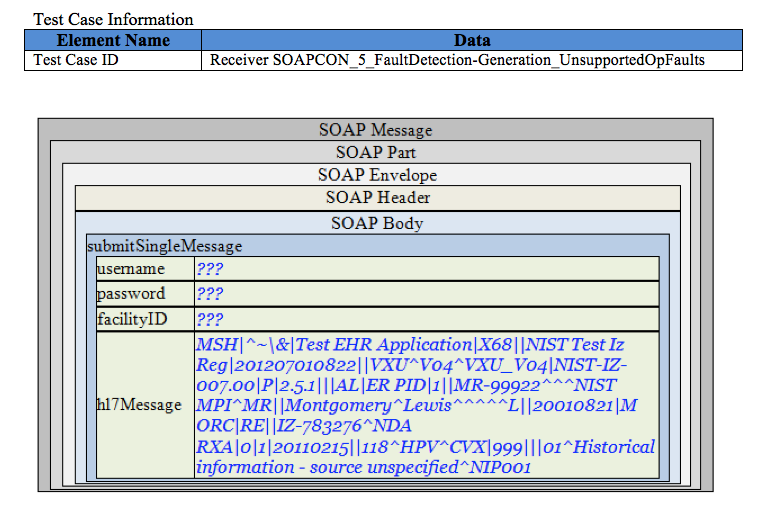 Test Case Information
Element Name Data
Test Case ID Receiver SOAPCON_5_FaultDetection-Generation_UnsupportedOpFaults
SOAP Message
SOAP Part
SOAP Envelope
SOAP Header
SOAP Body
submitSingleMessage
username ???
password ???
facilityID ???
hl7Message
MSH|^~\&|Test EHR Application|X68||NIST Test Iz
Reg|201207010822||VXU^V04^VXU_V04|NIST-IZ-
007.00|P|2.5.1|||AL|ER PID|1||MR-99922^^^NIST
MPI^MR||Montgomery^Lewis^^^^^L||20010821|M
ORC|RE||IZ-783276^NDA
RXA|0|1|20110215||118^HPV^CVX|999|||01^Historical
information - source unspecified^NIP001